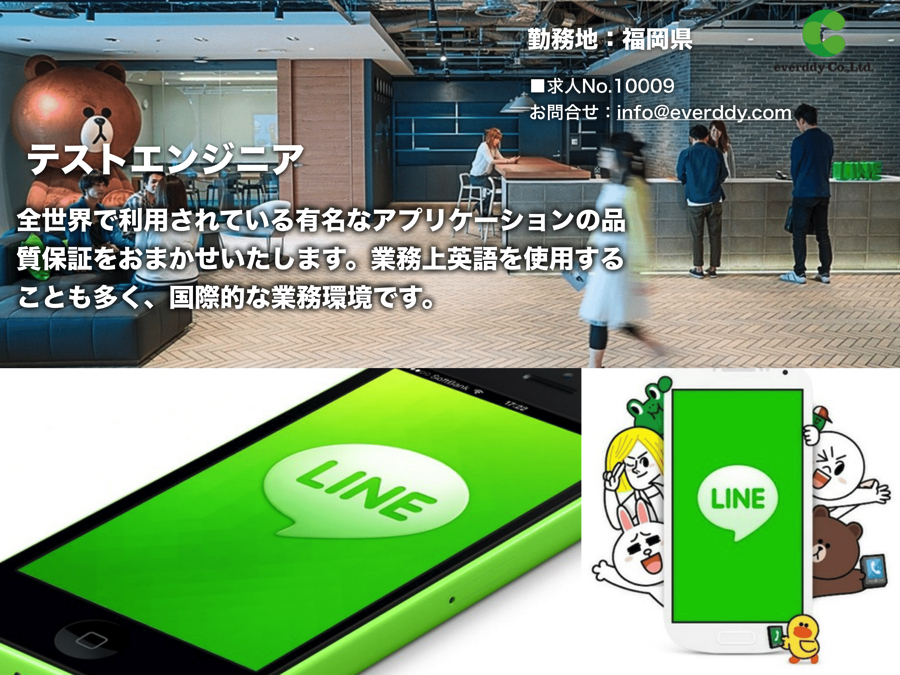 勤務地：福岡県
everddy Co.,Ltd.
■求人No.10009
お問合せ：info@everddy.com
テストエンジニア
LINE
全世界で利用されている有名なアプリケーションの品
質保証をおまかせいたします。業務上英語を使用する
ことも多く、国際的な業務環境です。
SoftBank
17:22
LINE
LINE